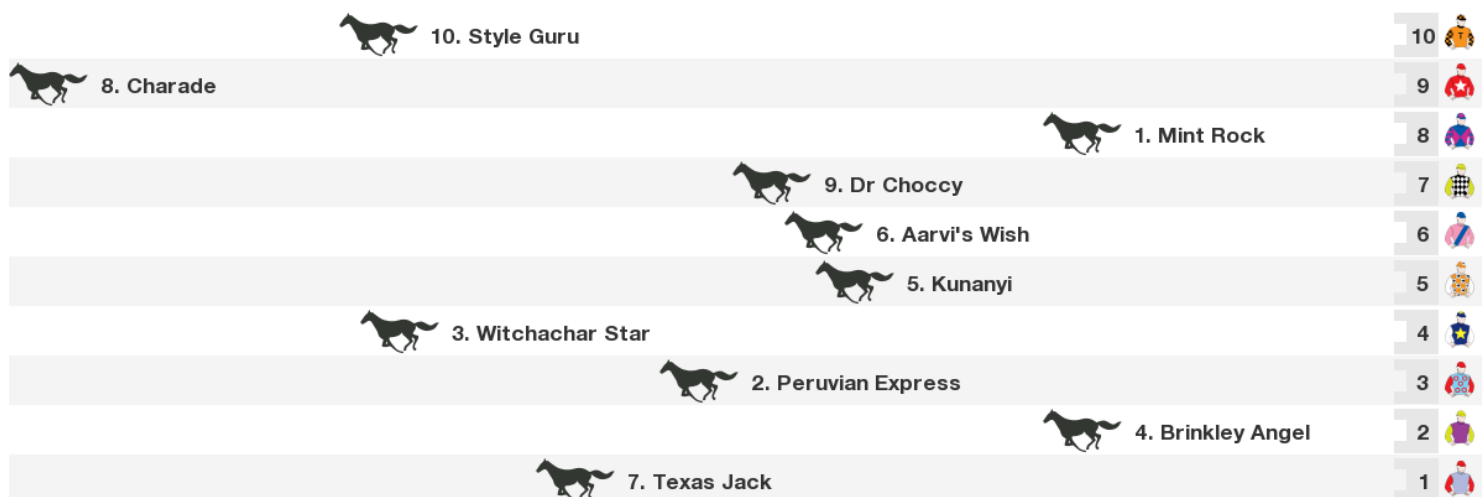 10. Style Guru 10
8. Charade 9
1. Mint Rock 8
9. Dr Choccy 7
6. Aarvi's Wish 6
5. Kunanyi 5
3. Witchachar Star 4
2. Peruvian Express 3
4. Brinkley Angel 2
7. Texas Jack 1